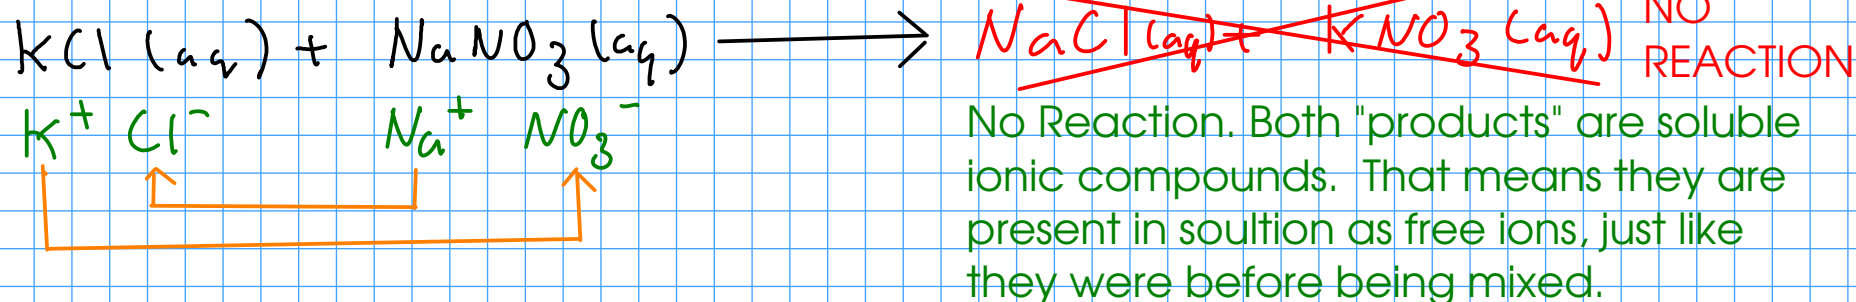 KCl (aq) + NaNO₃ (aq) ⟶ NaCl (aq) + KNO₃ (aq) NO
REACTION
K⁺ Cl⁻ Na⁺ NO₃⁻
No Reaction. Both "products" are soluble
ionic compounds. That means they are
present in soultion as free ions, just like
they were before being mixed.